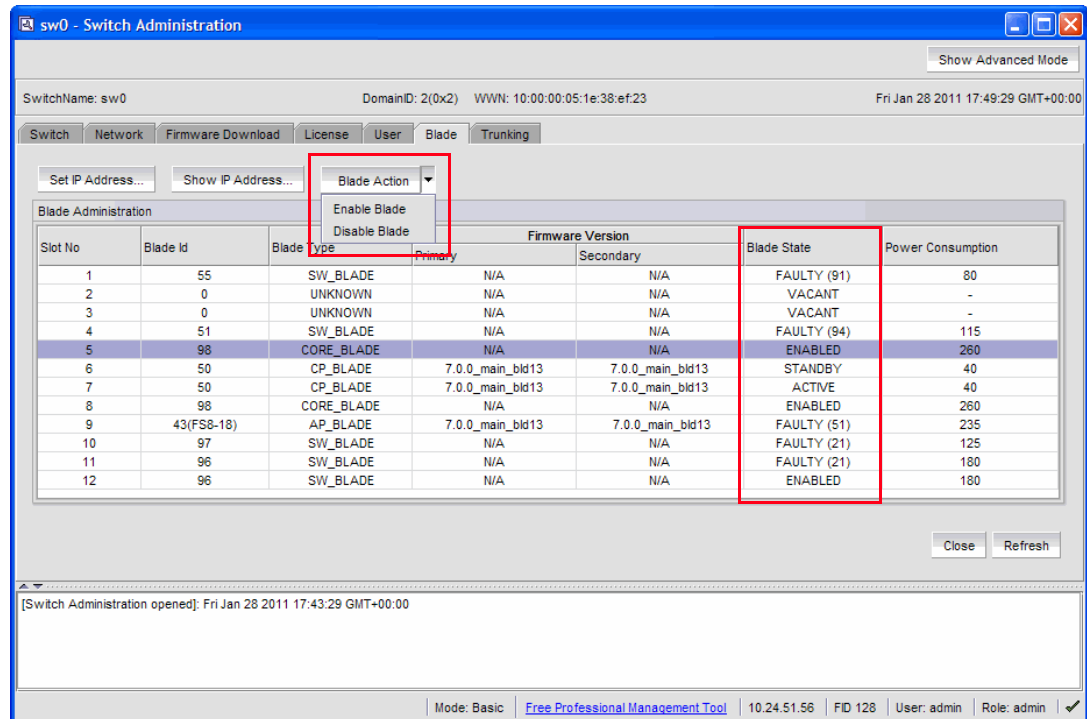 sw0 - Switch Administration
Show Advanced Mode
SwitchName: sw0 DomainID: 2(0x2) WWN: 10:00:00:05:1e:38:ef:23 Fri Jan 28 2011 17:49:29 GMT+00:00
Switch Network Firmware Download License User Blade Trunking
Set IP Address... Show IP Address... Blade Action
Enable Blade
Disable Blade
Blade Administration
Slot No Blade Id Blade Type Firmware Version Blade State Power Consumption
Primary Secondary
1 55 SW_BLADE N/A N/A FAULTY (91) 80
2 0 UNKNOWN N/A N/A VACANT -
3 0 UNKNOWN N/A N/A VACANT -
4 51 SW_BLADE N/A N/A FAULTY (94) 115
5 98 CORE_BLADE N/A N/A ENABLED 260
6 50 CP_BLADE 7.0.0_main_bld13 7.0.0_main_bld13 STANDBY 40
7 50 CP_BLADE 7.0.0_main_bld13 7.0.0_main_bld13 ACTIVE 40
8 98 CORE_BLADE N/A N/A ENABLED 260
9 43(FS8-18) AP_BLADE 7.0.0_main_bld13 7.0.0_main_bld13 FAULTY (51) 235
10 97 SW_BLADE N/A N/A FAULTY (21) 125
11 96 SW_BLADE N/A N/A FAULTY (21) 180
12 96 SW_BLADE N/A N/A ENABLED 180
Close Refresh
[Switch Administration opened]: Fri Jan 28 2011 17:43:29 GMT+00:00
Mode: Basic Free Professional Management Tool 10.24.51.56 FID 128 User: admin Role: admin